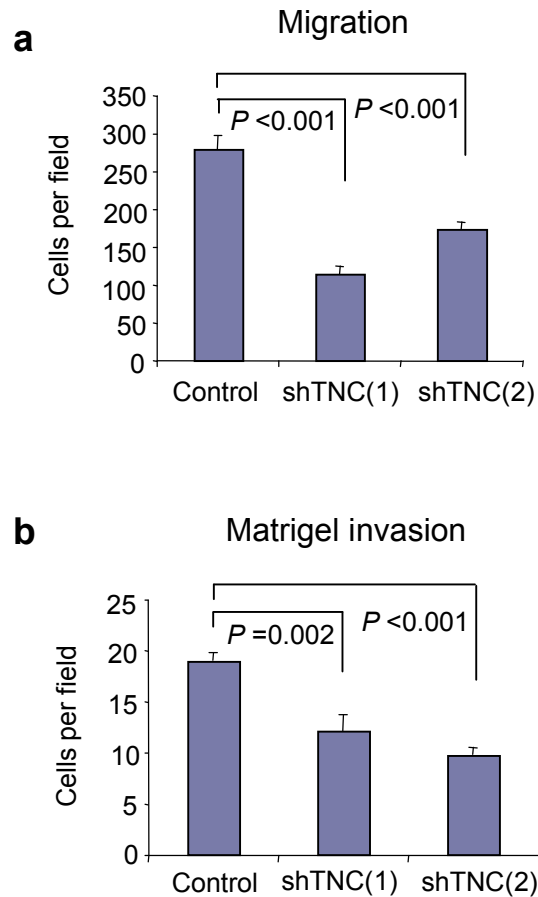 a
Migration
Cells per field
350
300
250
200
150
100
50
0
P <0.001
P <0.001
Control shTNC(1) shTNC(2)
b
Matrigel invasion
Cells per field
25
20
15
10
5
0
P =0.002
P <0.001
Control shTNC(1) shTNC(2)